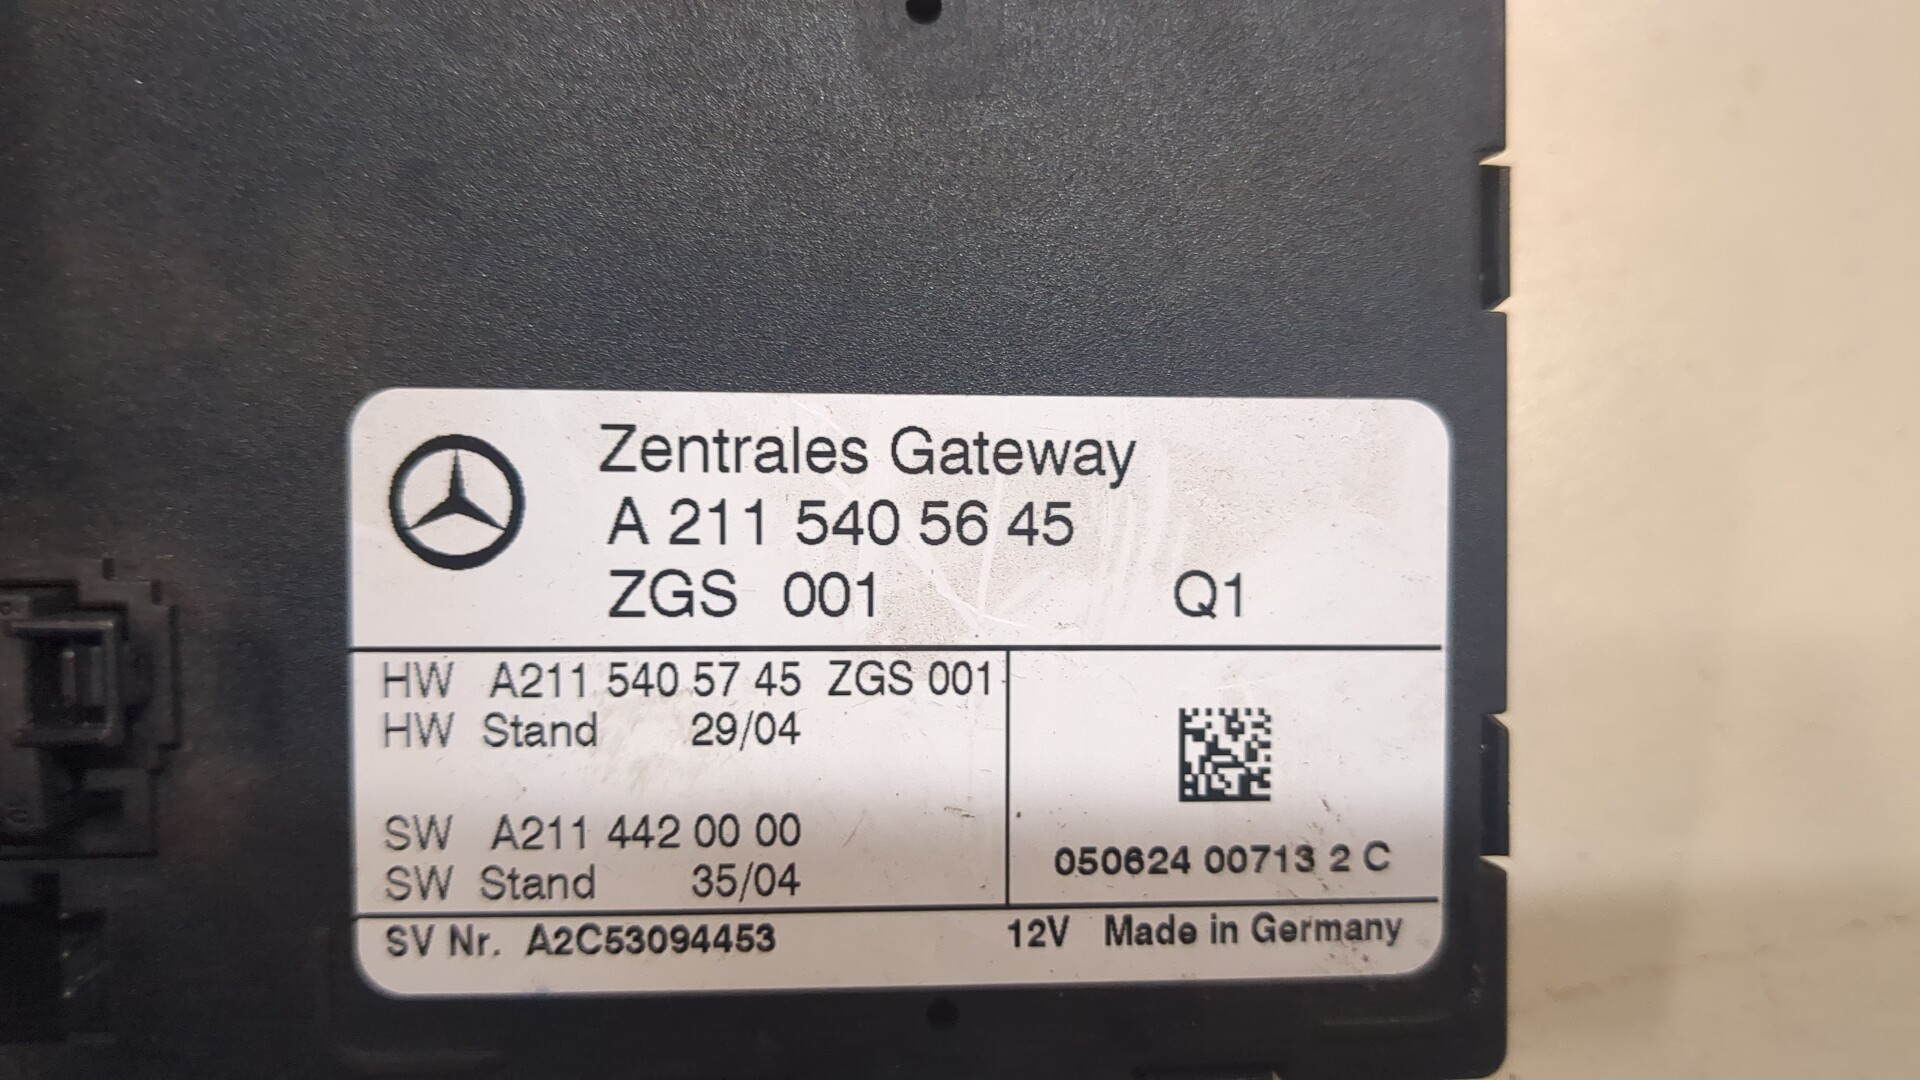 Zentrales Gateway
A 211 540 56 45
ZGS 001 Q1
HW A211 540 57 45 ZGS 001
HW Stand 29/04
SW A211 442 00 00
SW Stand 35/04
050624 00713 2 C
SV Nr. A2C53094453
12V Made in Germany